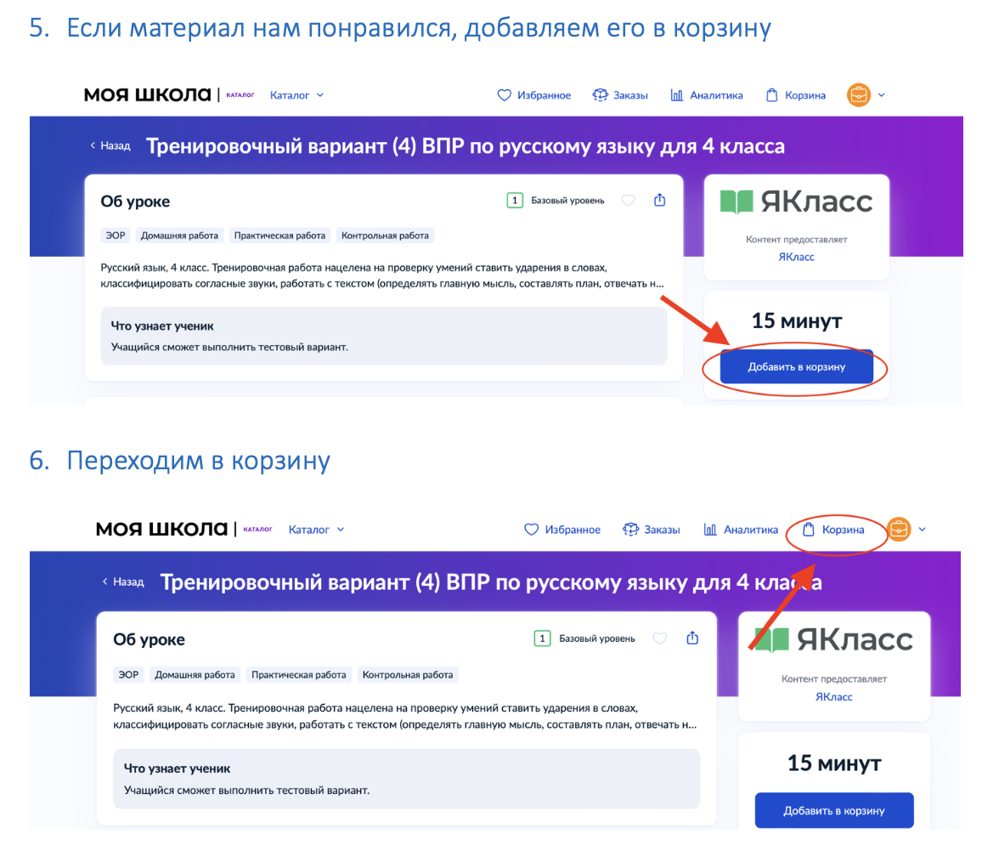 5. Если материал нам понравился, добавляем его в корзину
МОЯ ШКОЛА | КАТАЛОГ Каталог Избранное Заказы Аналитика Корзина
Назад Тренировочный вариант (4) ВПР по русскому языку для 4 класса
Об уроке 1 Базовый уровень
ЯКласс
ЭОР Домашняя работа Практическая работа Контрольная работа
Контент предоставляет
ЯКласс
Русский язык, 4 класс. Тренировочная работа нацелена на проверку умений ставить ударения в словах,
классифицировать согласные звуки, работать с текстом (определять главную мысль, составлять план, отвечать н...
Что узнает ученик
Учащийся сможет выполнить тестовый вариант.
15 минут
Добавить в корзину
6. Переходим в корзину
МОЯ ШКОЛА | КАТАЛОГ Каталог Избранное Заказы Аналитика Корзина
Назад Тренировочный вариант (4) ВПР по русскому языку для 4 класса
Об уроке 1 Базовый уровень
ЯКласс
ЭОР Домашняя работа Практическая работа Контрольная работа
Контент предоставляет
ЯКласс
Русский язык, 4 класс. Тренировочная работа нацелена на проверку умений ставить ударения в словах,
классифицировать согласные звуки, работать с текстом (определять главную мысль, составлять план, отвечать н...
Что узнает ученик
Учащийся сможет выполнить тестовый вариант.
15 минут
Добавить в корзину